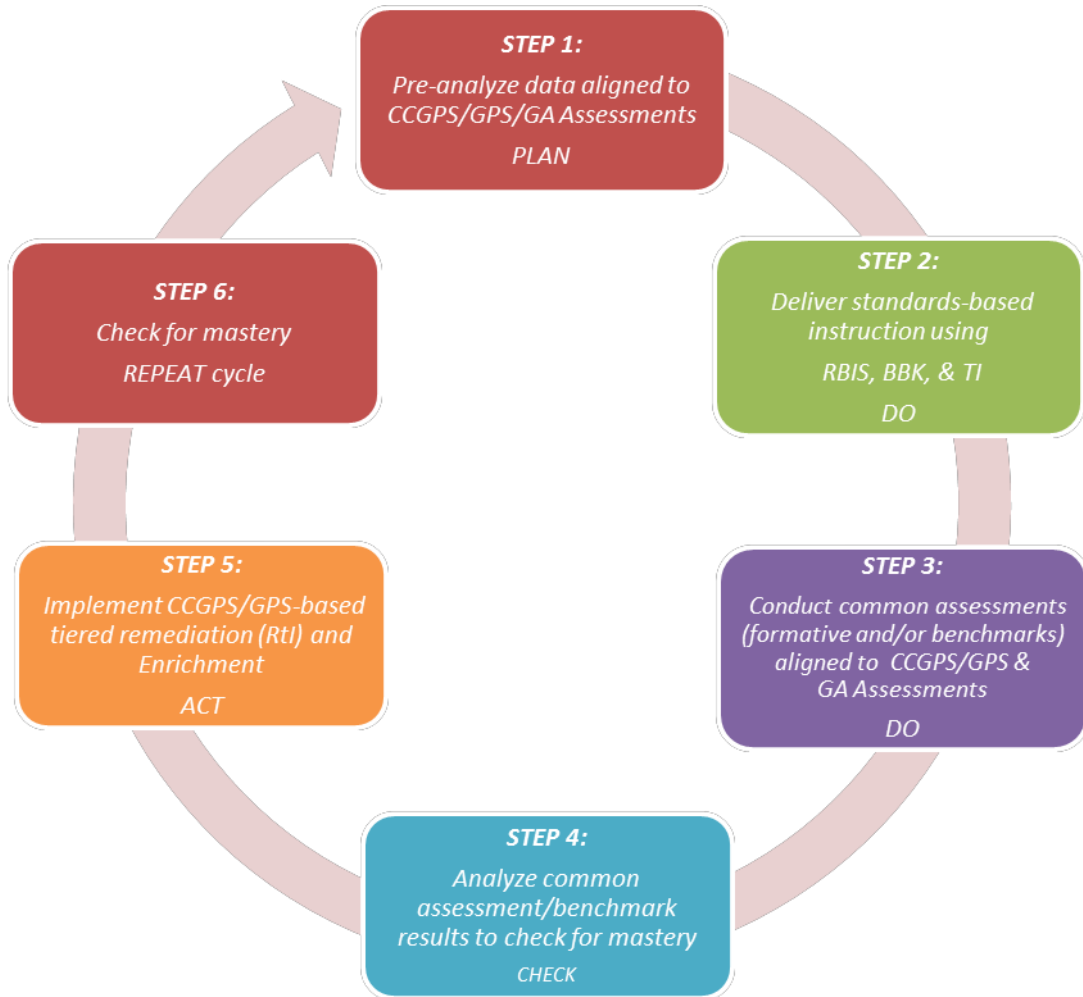 STEP 1:
Pre-analyze data aligned to
CCGPS/GPS/GA Assessments
PLAN
STEP 2:
Deliver standards-based
instruction using
RBIS, BBK, & TI
DO
STEP 3:
Conduct common assessments
(formative and/or benchmarks)
aligned to CCGPS/GPS &
GA Assessments
DO
STEP 4:
Analyze common
assessment/benchmark
results to check for mastery
CHECK
STEP 5:
Implement CCGPS/GPS-based
tiered remediation (RtI) and
Enrichment
ACT
STEP 6:
Check for mastery
REPEAT cycle